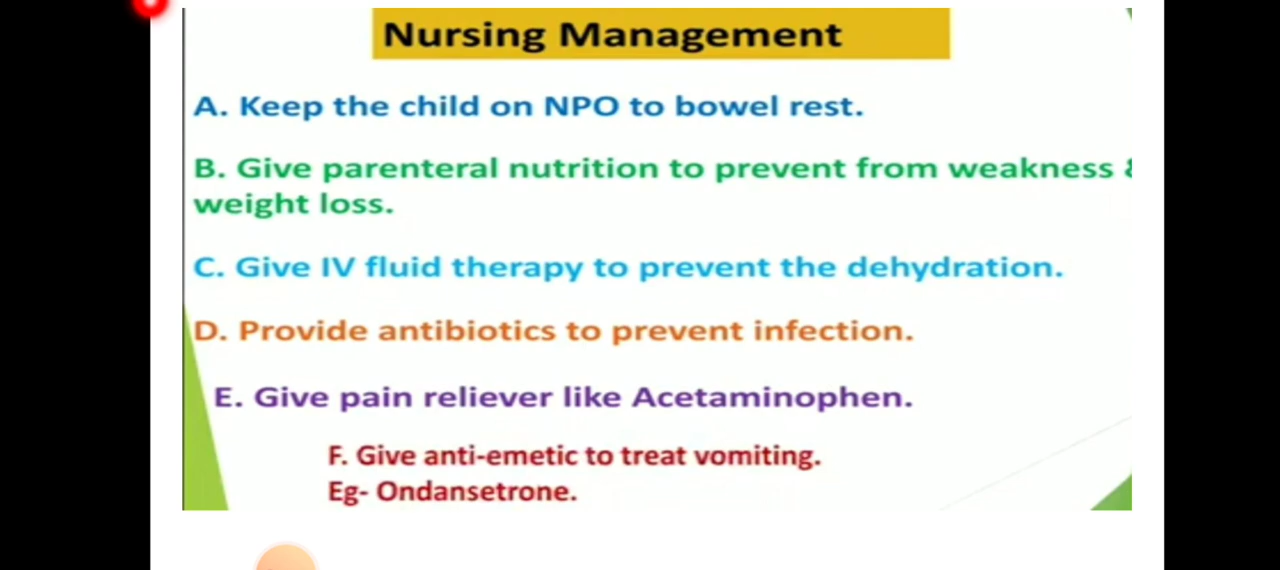 Nursing Management
A. Keep the child on NPO to bowel rest.
B. Give parenteral nutrition to prevent from weakness
weight loss.
C. Give IV fluid therapy to prevent the dehydration.
D. Provide antibiotics to prevent infection.
E. Give pain reliever like Acetaminophen.
F. Give anti-emetic to treat vomiting.
Eg- Ondansetrone.